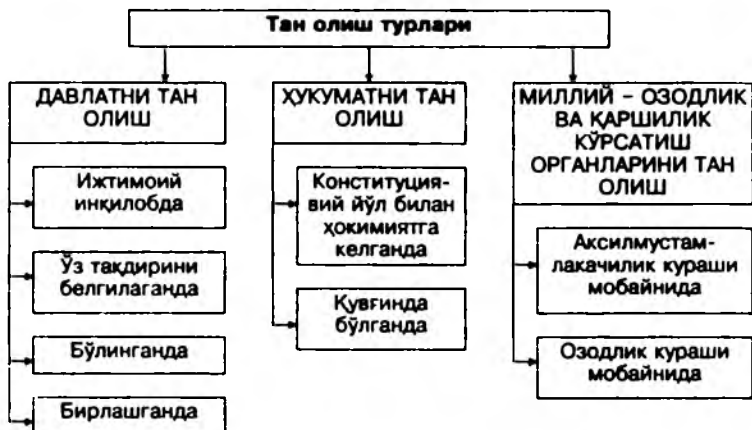 Тан олиш турлари
ДАВЛАТНИ ТАН
ОЛИШ
Ижтимоий
инқилобда
Ўз тақдирини
белгилаганда
Бўлинганда
Бирлашганда
ҲУКУМАТНИ ТАН
ОЛИШ
Конституция-
вий йўл билан
ҳокимиятга
келганда
Қувғинда
бўлганда
МИЛЛИЙ – ОЗОДЛИК
ВА ҚАРШИЛИК
КЎРСАТИШ
ОРГАНЛАРИНИ ТАН
ОЛИШ
Аксилмустам-
лакачилик кураши
мобайнида
Озодлик кураши
мобайнида